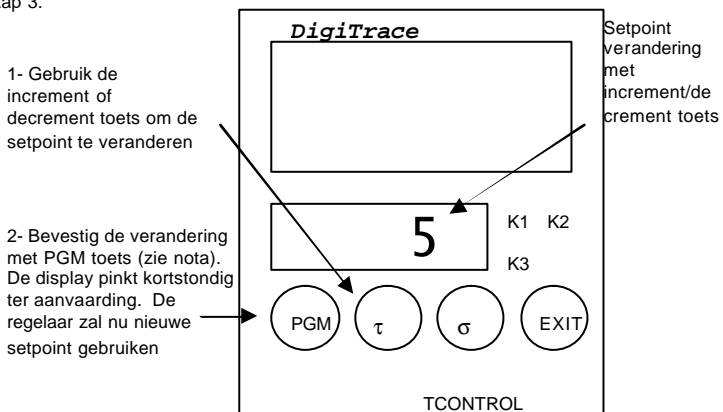 tap 3.
DigiTrace
Setpoint
verandering
met
increment/de
crement toets
1- Gebruik de
increment of
decrement toets om de
setpoint te veranderen
5
K1 K2
K3
2- Bevestig de verandering
met PGM toets (zie nota).
De display pinkt kortstondig
ter aanvaarding. De
regelaar zal nu nieuwe
setpoint gebruiken
PGM τ σ EXIT
TCONTROL